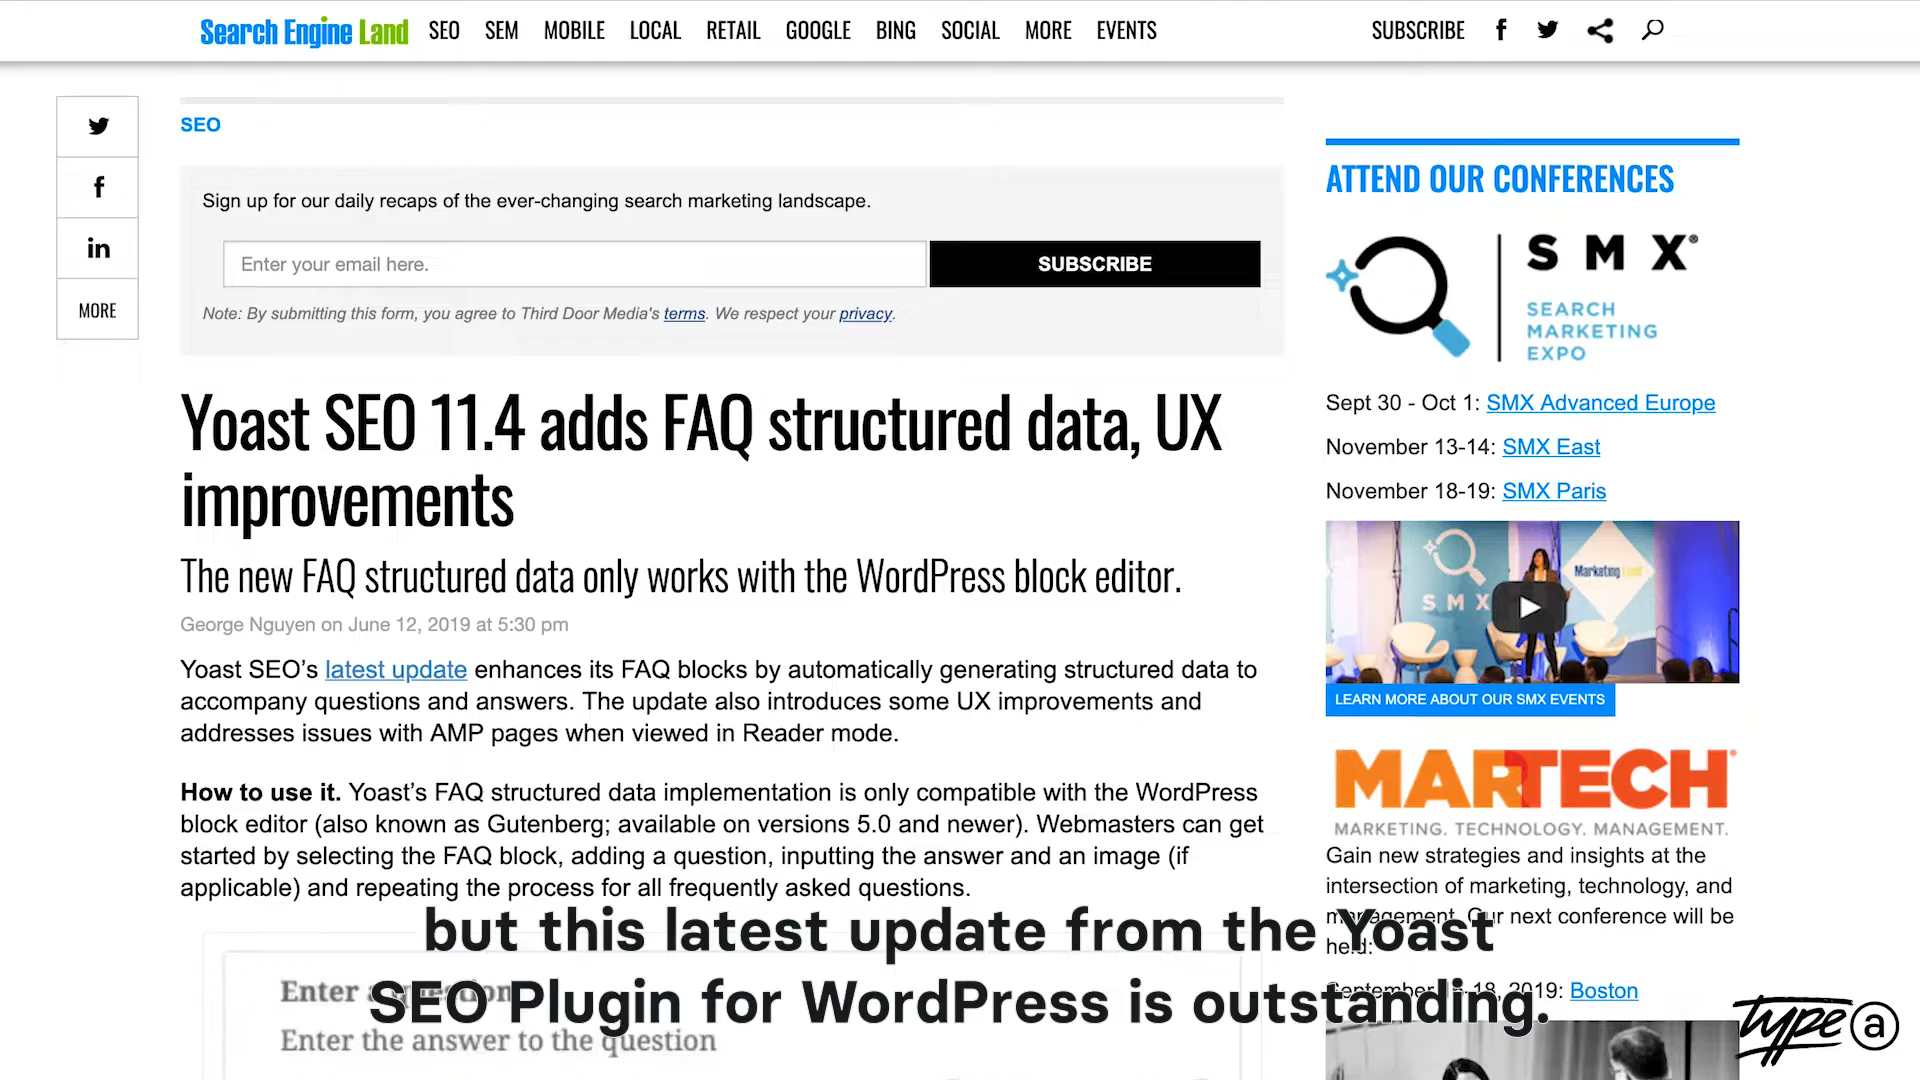 Search Engine Land SEO SEM MOBILE LOCAL RETAIL GOOGLE BING SOCIAL MORE EVENTS SUBSCRIBE
MORE
SEO
Sign up for our daily recaps of the ever-changing search marketing landscape.
Enter your email here. SUBSCRIBE
Note: By submitting this form, you agree to Third Door Media's terms. We respect your privacy.
Yoast SEO 11.4 adds FAQ structured data, UX
improvements
The new FAQ structured data only works with the WordPress block editor.
George Nguyen on June 12, 2019 at 5:30 pm
Yoast SEO’s latest update enhances its FAQ blocks by automatically generating structured data to
accompany questions and answers. The update also introduces some UX improvements and
addresses issues with AMP pages when viewed in Reader mode.
How to use it. Yoast’s FAQ structured data implementation is only compatible with the WordPress
block editor (also known as Gutenberg; available on versions 5.0 and newer). Webmasters can get
started by selecting the FAQ block, adding a question, inputting the answer and an image (if
applicable) and repeating the process for all frequently asked questions.
Enter a question
Enter the answer to the question
ATTEND OUR CONFERENCES
SMX®
SEARCH
MARKETING
EXPO
Sept 30 - Oct 1: SMX Advanced Europe
November 13-14: SMX East
November 18-19: SMX Paris
SMX
Marketing Land
LEARN MORE ABOUT OUR SMX EVENTS
MARTECH®
MARKETING. TECHNOLOGY. MANAGEMENT.
Gain new strategies and insights at the
intersection of marketing, technology, and
management. Our next conference will be
held:
September 18, 2019: Boston
but this latest update from the Yoast
SEO Plugin for WordPress is outstanding.
type a